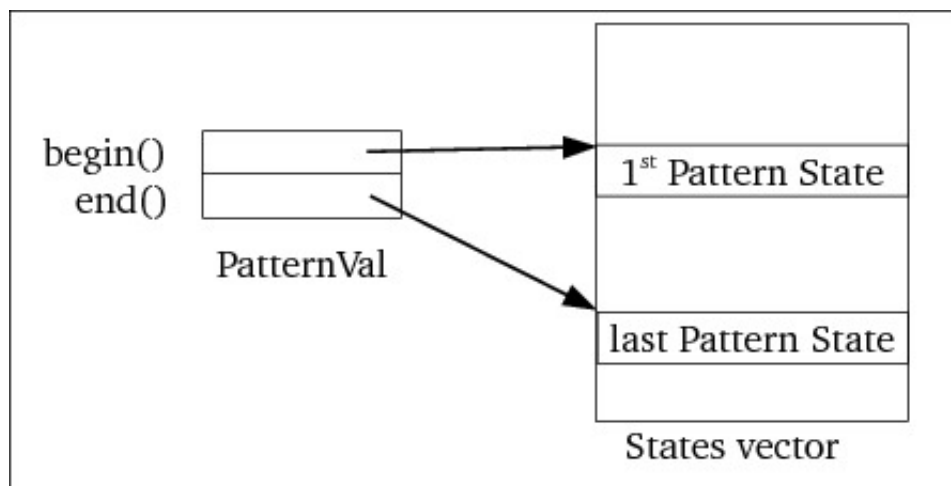 begin()
end()
PatternVal
1st Pattern State
last Pattern State
States vector